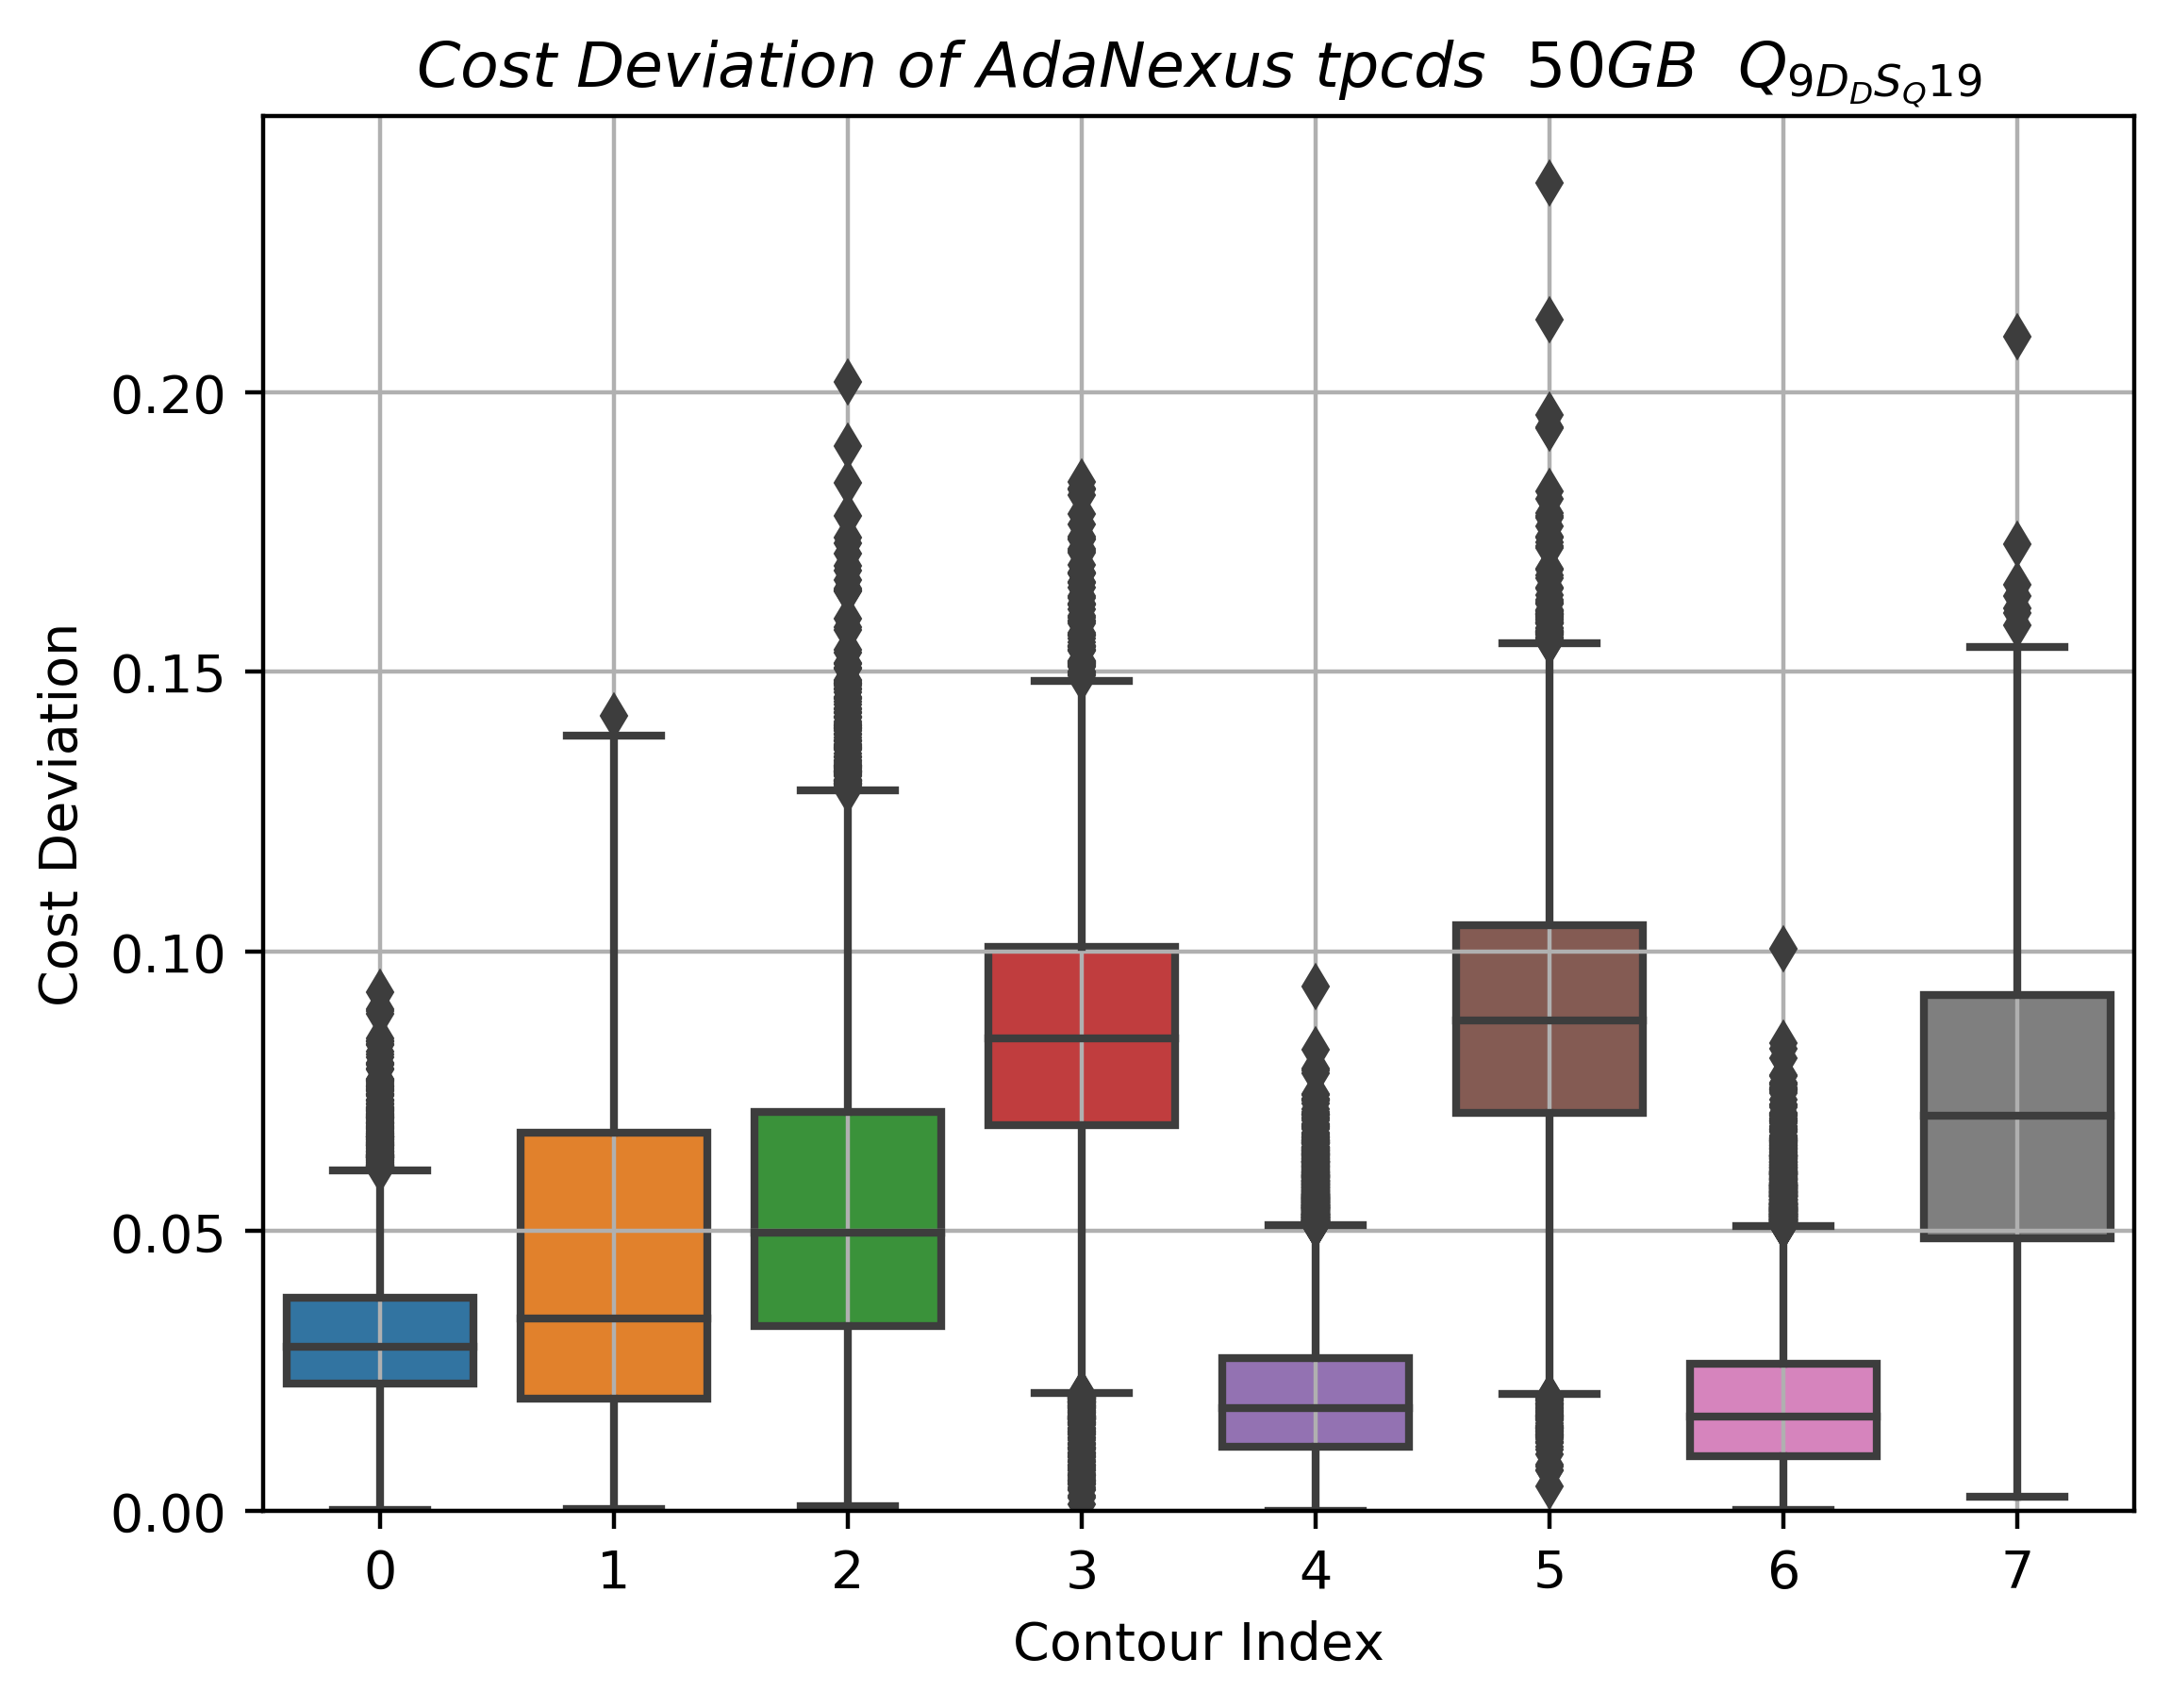 Cost Deviation of AdaNexus tpcds 50GB Q9DDSQ19
Cost Deviation
0.20
0.15
0.10
0.05
0.00
0 1 2 3 4 5 6 7
Contour Index